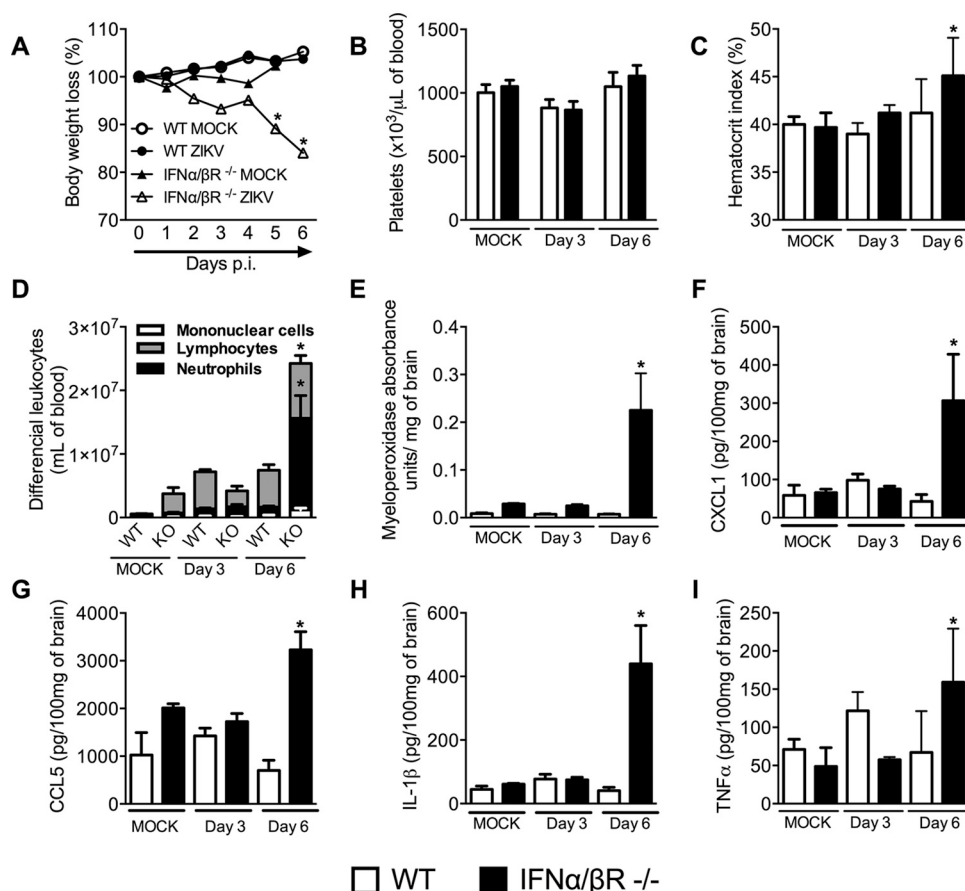 A
Body weight loss (%)
110
100
90
80
70
WT MOCK
WT ZIKV
IFNα/βR -/- MOCK
IFNα/βR -/- ZIKV
*
*
0 1 2 3 4 5 6
Days p.i.
B
Platelets (x10³/µL of blood)
1500
1000
500
0
MOCK Day 3 Day 6
C
Hematocrit index (%)
50
45
40
35
30
*
MOCK Day 3 Day 6
D
Differencial leukocytes
(mL of blood)
3×10⁷
2×10⁷
1×10⁷
0
Mononuclear cells
Lymphocytes
Neutrophils
*
*
WT KO WT KO WT KO
MOCK Day 3 Day 6
E
Myeloperoxidase absorbance
units/ mg of brain
0.4
0.3
0.2
0.1
0.0
*
MOCK Day 3 Day 6
F
CXCL1 (pg/100mg of brain)
500
400
300
200
100
0
*
MOCK Day 3 Day 6
G
CCL5 (pg/100mg of brain)
4000
3000
2000
1000
0
*
MOCK Day 3 Day 6
H
IL-1β (pg/100mg of brain)
600
400
200
0
*
MOCK Day 3 Day 6
I
TNFα (pg/100mg of brain)
250
200
150
100
50
0
*
MOCK Day 3 Day 6
WT IFNα/βR -/-